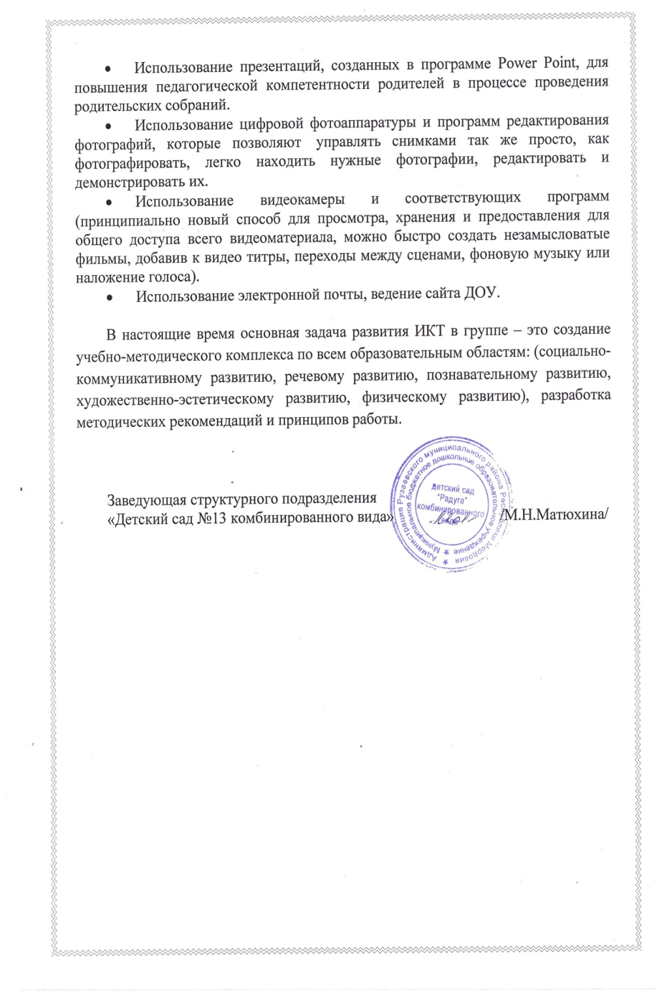 • Использование презентаций, созданных в программе Power Point, для
повышения педагогической компетентности родителей в процессе проведения
родительских собраний.
• Использование цифровой фотоаппаратуры и программ редактирования
фотографий, которые позволяют управлять снимками так же просто, как
фотографировать, легко находить нужные фотографии, редактировать и
демонстрировать их.
• Использование видеокамеры и соответствующих программ
(принципиально новый способ для просмотра, хранения и предоставления для
общего доступа всего видеоматериала, можно быстро создать незамысловатые
фильмы, добавив к видео титры, переходы между сценами, фоновую музыку или
наложение голоса).
• Использование электронной почты, ведение сайта ДОУ.
В настоящие время основная задача развития ИКТ в группе – это создание
учебно-методического комплекса по всем образовательным областям: (социально-
коммуникативному развитию, речевому развитию, познавательному развитию,
художественно-эстетическому развитию, физическому развитию), разработка
методических рекомендаций и принципов работы.
Заведующая структурного подразделения
«Детский сад №13 комбинированного вида» /М.Н.Матюхина/
Администрация Рузаевского муниципального района Республики Мордовия
Муниципальное бюджетное дошкольное образовательное учреждение
детский сад
"Радуга"
комбинированного
вида